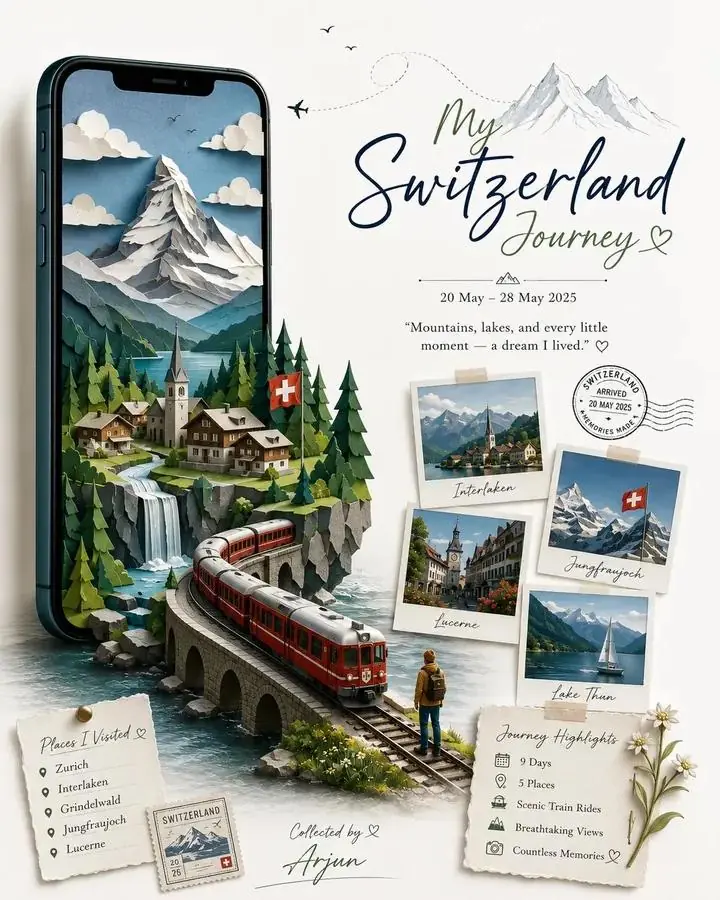 My
Switzerland
Journey
20 May – 28 May 2025
“Mountains, lakes, and every little
moment — a dream I lived.”
SWITZERLAND
ARRIVED
20 MAY 2025
MEMORIES MADE
Interlaken
Jungfraujoch
Lucerne
Lake Thun
Places I Visited
Zurich
Interlaken
Grindelwald
Jungfraujoch
Lucerne
SWITZERLAND
20
25
Collected by
Arjun
Journey Highlights
9 Days
5 Places
Scenic Train Rides
Breathtaking Views
Countless Memories